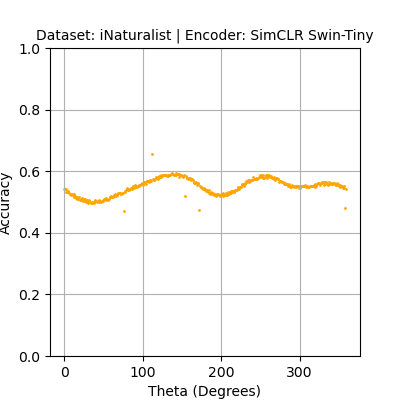 Dataset: iNaturalist | Encoder: SimCLR Swin-Tiny
1.0
0.8
0.6
0.4
0.2
0.0
Accuracy
0 100 200 300
Theta (Degrees)